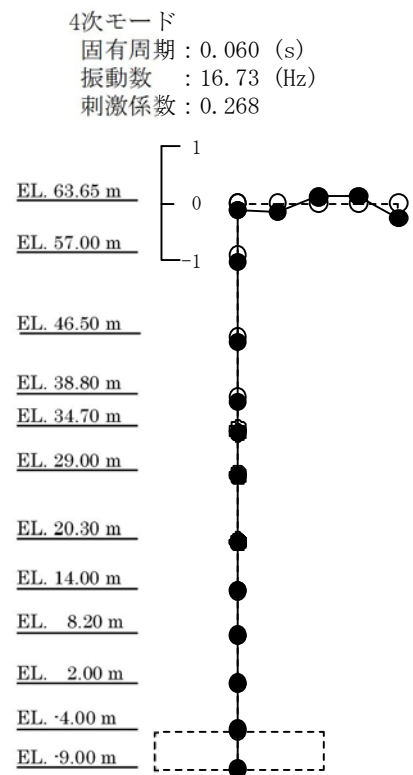 4次モード
固有周期：0.060 (s)
振動数　：16.73 (Hz)
刺激係数：0.268
1
0
-1
EL. 63.65 m
EL. 57.00 m
EL. 46.50 m
EL. 38.80 m
EL. 34.70 m
EL. 29.00 m
EL. 20.30 m
EL. 14.00 m
EL. 8.20 m
EL. 2.00 m
EL. -4.00 m
EL. -9.00 m